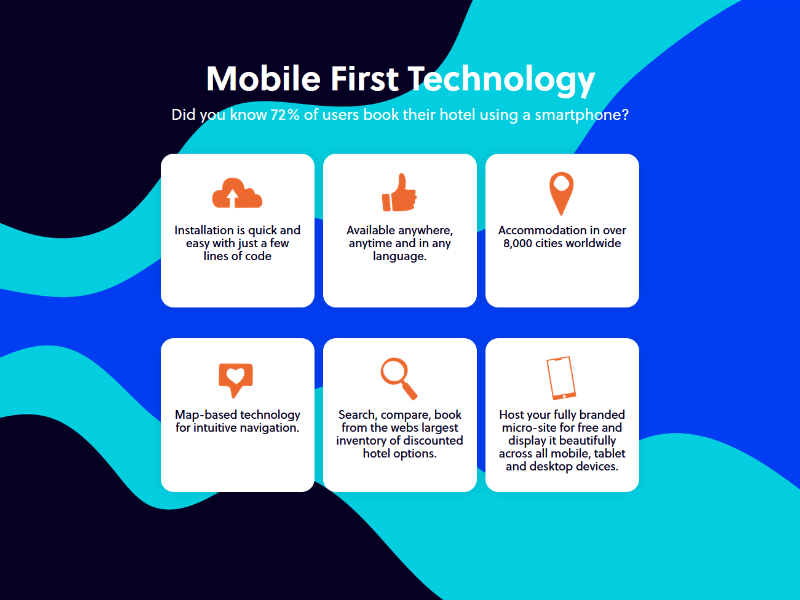 Mobile First Technology
Did you know 72% of users book their hotel using a smartphone?
Installation is quick and
easy with just a few
lines of code
Available anywhere,
anytime and in any
language.
Accommodation in over
8,000 cities worldwide
Map-based technology
for intuitive navigation.
Search, compare, book
from the webs largest
inventory of discounted
hotel options.
Host your fully branded
micro-site for free and
display it beautifully
across all mobile, tablet
and desktop devices.